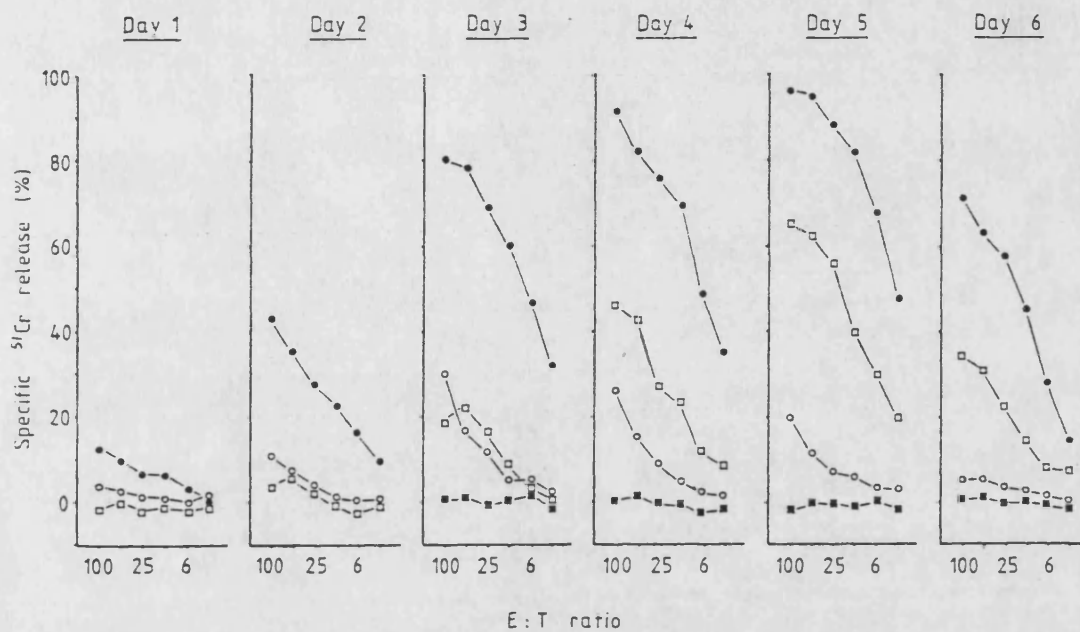 Day 1 Day 2 Day 3 Day 4 Day 5 Day 6
Specific ⁵¹Cr release (%)
100
80
60
40
20
0
100 25 6 100 25 6 100 25 6 100 25 6 100 25 6 100 25 6
E:T ratio